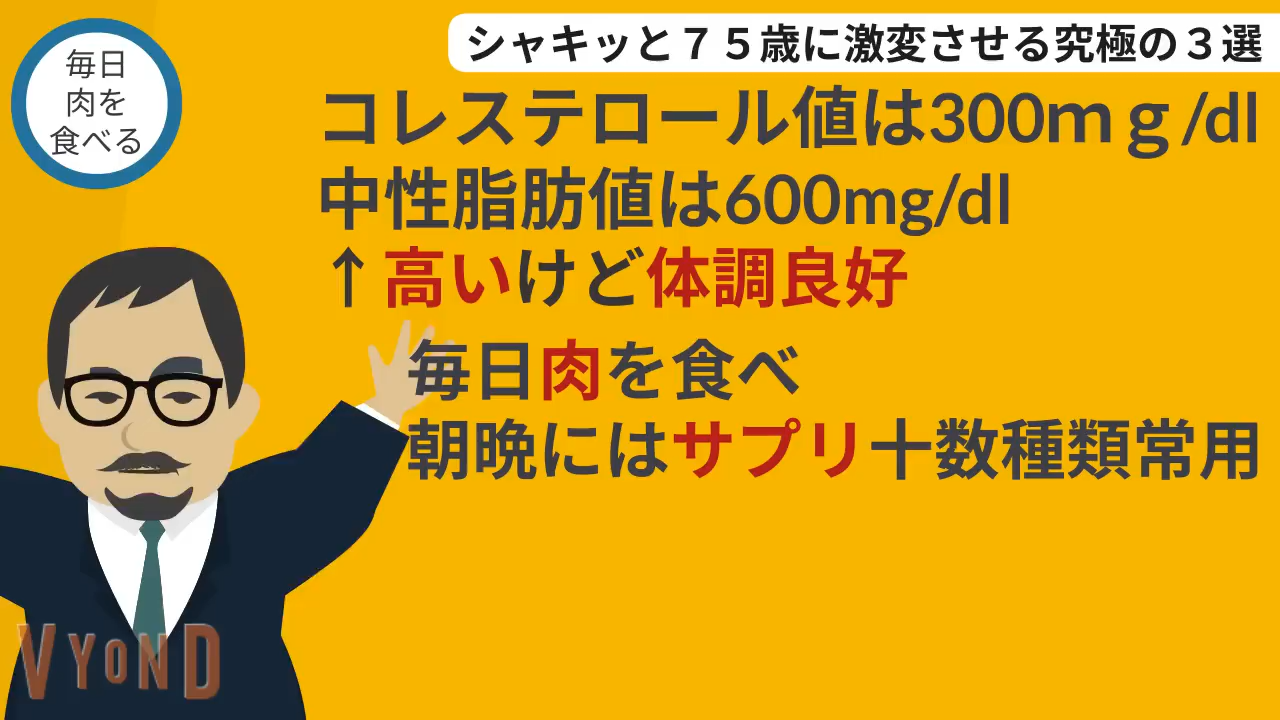 毎日
肉を
食べる
シャキッと７５歳に激変させる究極の３選
コレステロール値は300ｍｇ/dl
中性脂肪値は600mg/dl
↑高いけど体調良好
毎日肉を食べ
朝晩にはサプリ十数種類常用
VYOND